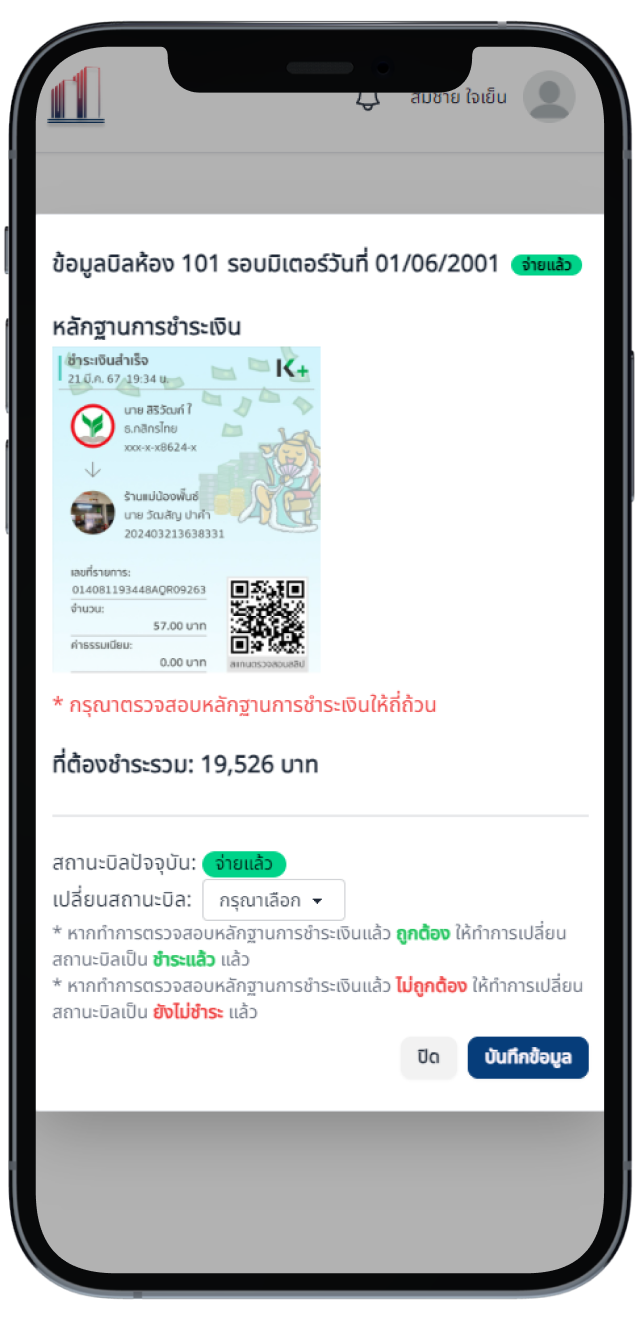 สมชาย ใจเย็น
ข้อมูลบิลห้อง 101 รอบมิเตอร์วันที่ 01/06/2001 จ่ายแล้ว
หลักฐานการชำระเงิน
ชำระเงินสำเร็จ
21 มี.ค. 67 19:34 น.
K+
นาย สิริวัฒก์ ใ
ธ.กสิกรไทย
xxx-x-x8624-x
ร้านแม่น้องพั้นช์
นาย วัฒสัญ ปาคำ
202403213638331
เลขที่รายการ:
014081193448AQR09263
จำนวน:
57.00 บาท
ค่าธรรมเนียม:
0.00 บาท
สแกนตรวจสอบสลิป
* กรุณาตรวจสอบหลักฐานการชำระเงินให้ถี่ถ้วน
ที่ต้องชำระรวม: 19,526 บาท
สถานะบิลปัจจุบัน: จ่ายแล้ว
เปลี่ยนสถานะบิล: กรุณาเลือก
* หากทำการตรวจสอบหลักฐานการชำระเงินแล้ว ถูกต้อง ให้ทำการเปลี่ยน
สถานะบิลเป็น ชำระแล้ว แล้ว
* หากทำการตรวจสอบหลักฐานการชำระเงินแล้ว ไม่ถูกต้อง ให้ทำการเปลี่ยน
สถานะบิลเป็น ยังไม่ชำระ แล้ว
ปิด บันทึกข้อมูล